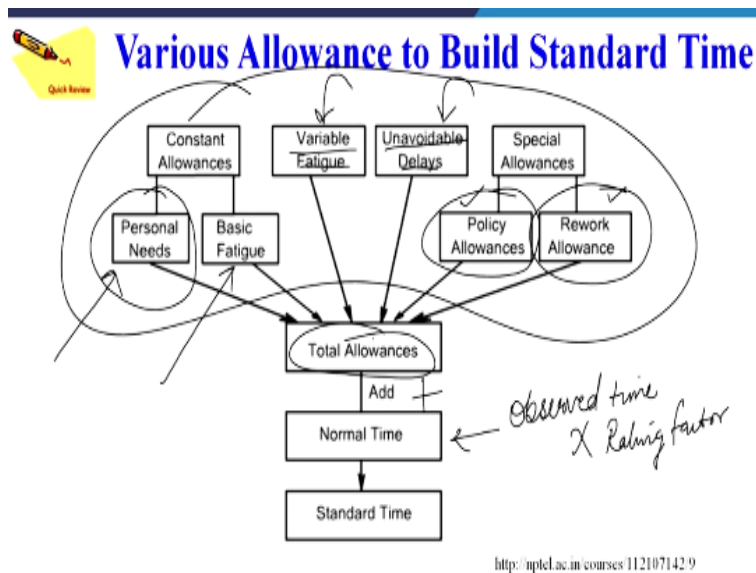 Various Allowance to Build Standard Time
Quick Review
Constant
Allowances
Variable
Fatigue
Unavoidable
Delays
Special
Allowances
Personal
Needs
Basic
Fatigue
Policy
Allowances
Rework
Allowance
Total Allowances
Add
Normal Time
Observed time
X Rating factor
Standard Time
http://nptel.ac.in/courses/112107142/9